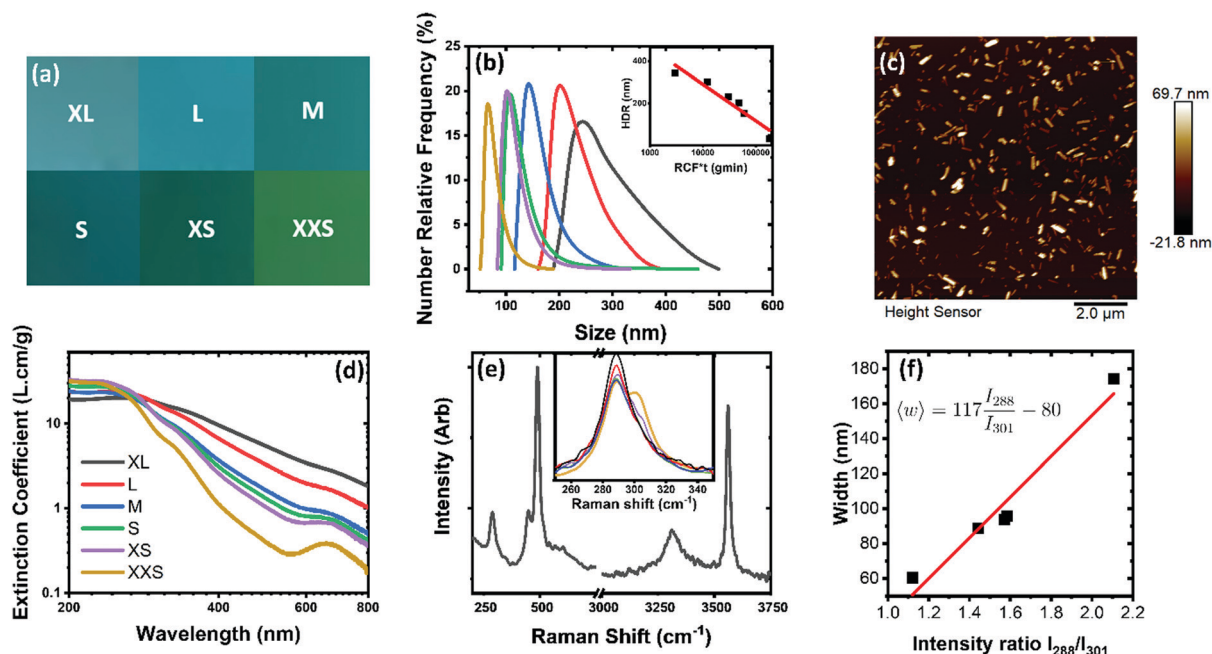 (a)
XL
L
M
S
XS
XXS
(b)
Number Relative Frequency (%)
25
20
15
10
5
0
100
200
300
400
500
600
Size (nm)
HDR (nm)
400
200
1000
10000
100000
RCF*t (gmin)
(c)
69.7 nm
-21.8 nm
Height Sensor
2.0 µm
(d)
Extinction Coefficient (L.cm/g)
10
1
0.1
XL
L
M
S
XS
XXS
200
400
600
800
Wavelength (nm)
(e)
Intensity (Arb)
250
500
3000
3250
3500
3750
Raman Shift (cm⁻¹)
260
280
300
320
340
Raman shift (cm⁻¹)
(f)
⟨w⟩ = 117 I₂₈₈/I₃₀₁ − 80
Width (nm)
180
160
140
120
100
80
60
1.0
1.2
1.4
1.6
1.8
2.0
2.2
Intensity ratio I₂₈₈/I₃₀₁